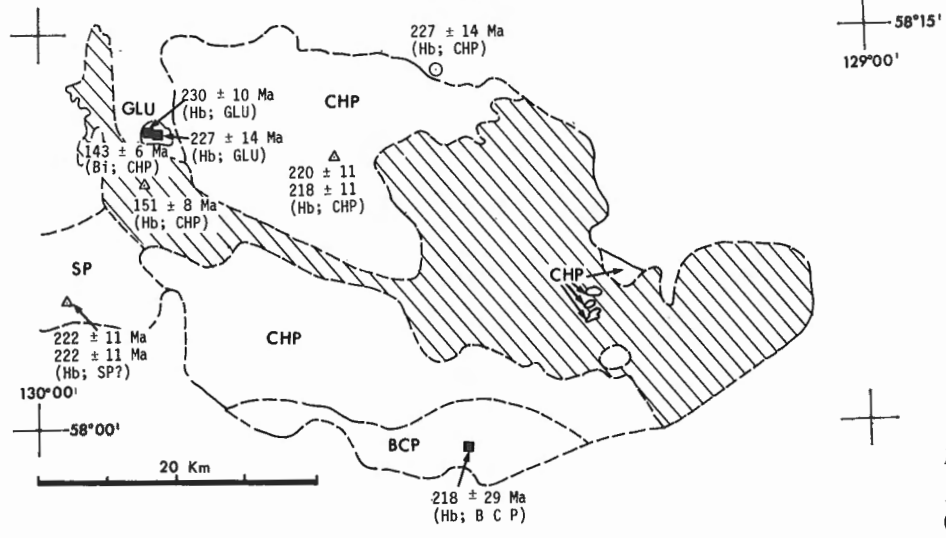 227 ± 14 Ma
(Hb; CHP)
58°15'
129°00'
GLU
230 ± 10 Ma
(Hb; GLU)
227 ± 14 Ma
(Hb; GLU)
CHP
143 ± 6 Ma
(Bi; CHP)
220 ± 11
218 ± 11
(Hb; CHP)
151 ± 8 Ma
(Hb; CHP)
SP
CHP
CHP
222 ± 11 Ma
222 ± 11 Ma
(Hb; SP?)
130°00'
58°00'
BCP
20 Km
218 ± 29 Ma
(Hb; B C P)